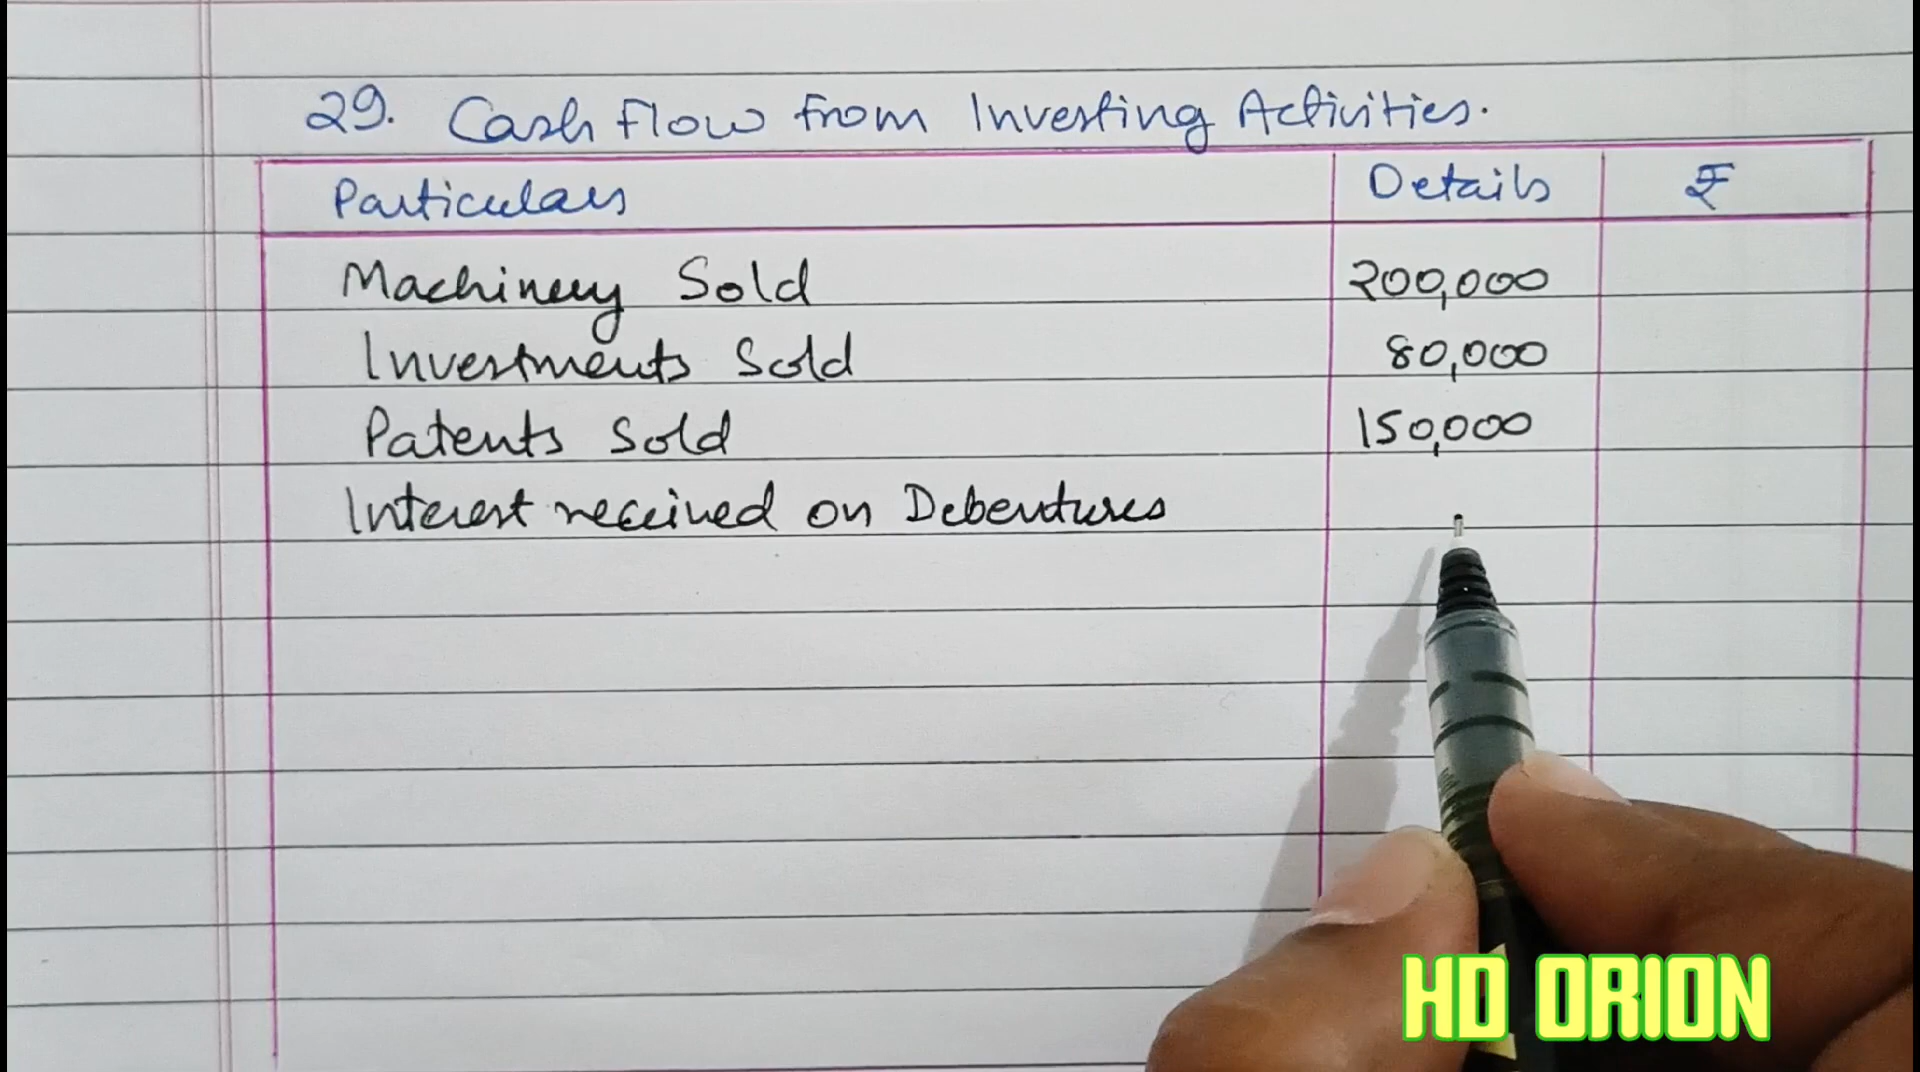 29. Cash Flow from Investing Activities.
Particulars Details ₹
Machinery Sold 200,000
Investments Sold 80,000
Patents Sold 150,000
Interest received on Debentures
HD ORION